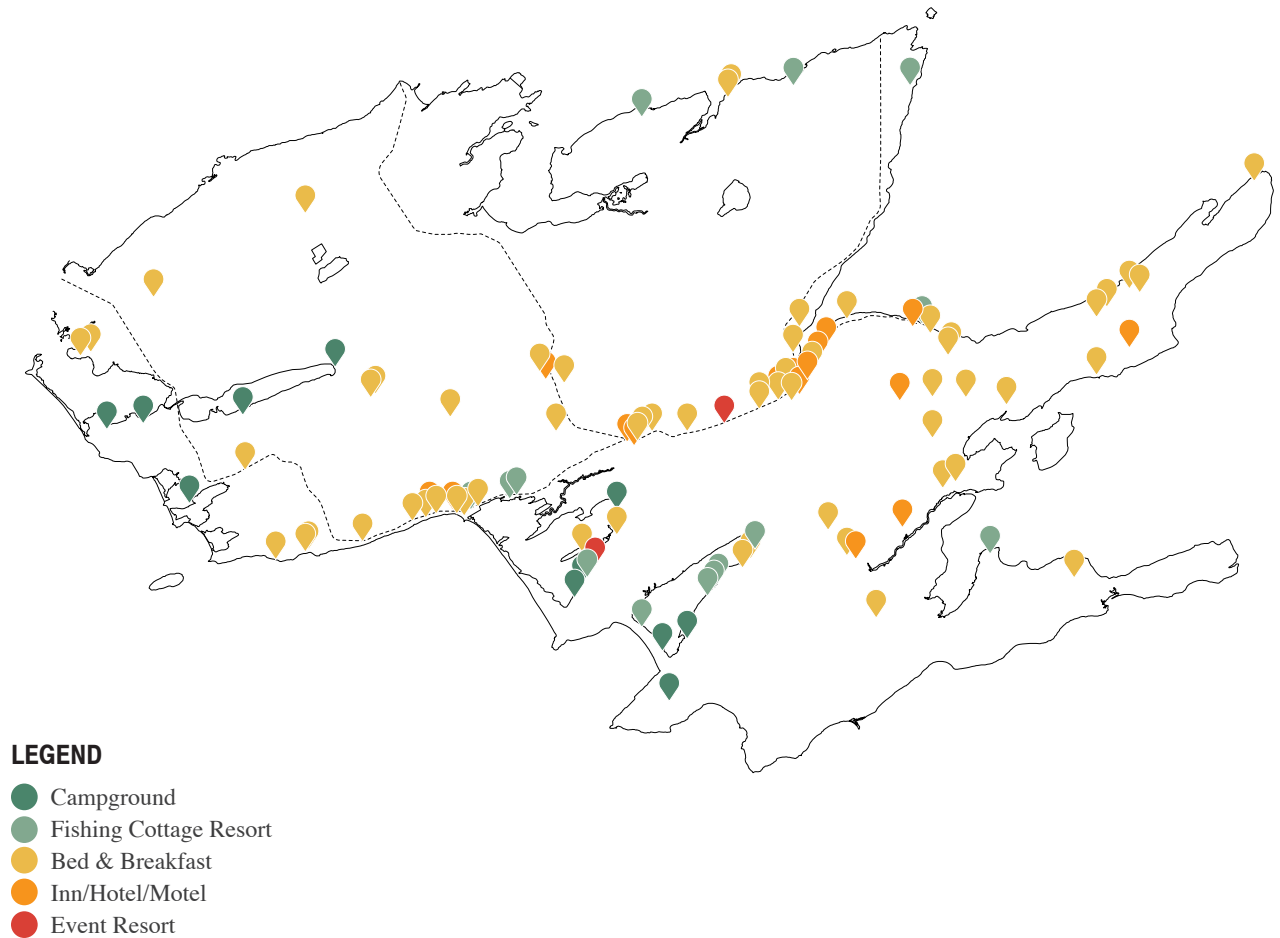 LEGEND
Campground
Fishing Cottage Resort
Bed & Breakfast
Inn/Hotel/Motel
Event Resort